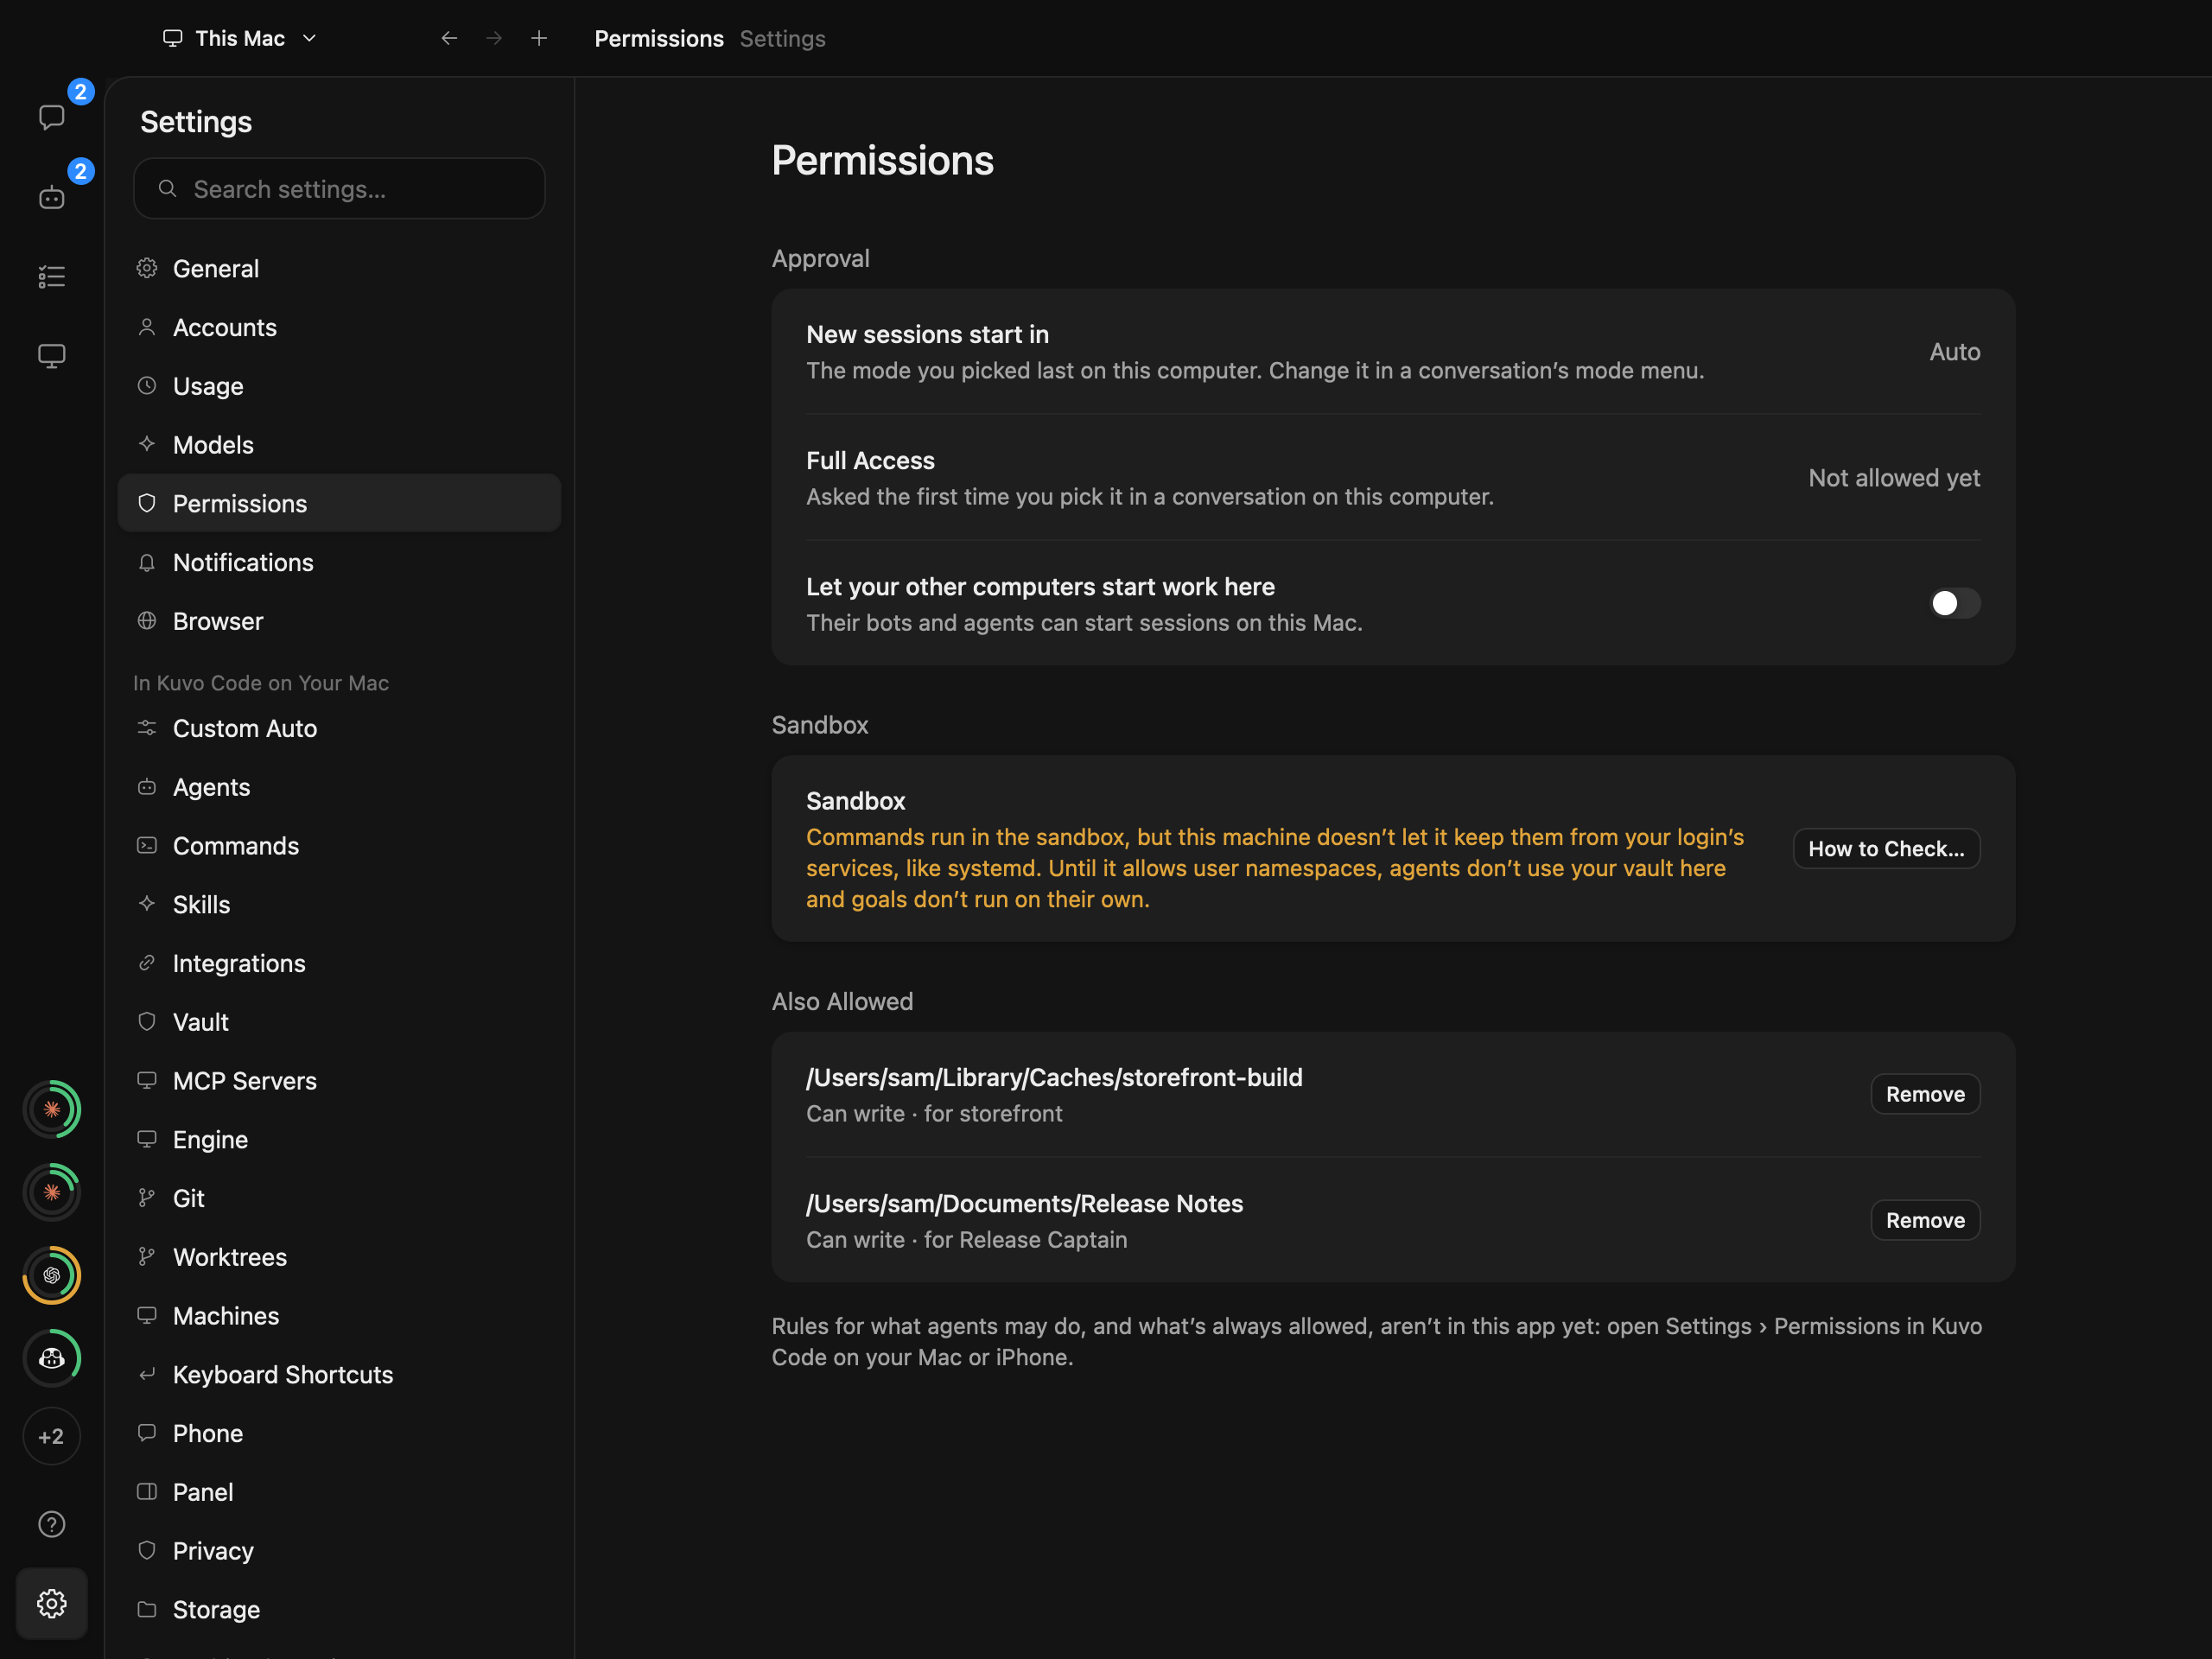 This Mac
Permissions Settings
2
2
Settings
Search settings...
General
Accounts
Usage
Models
Permissions
Notifications
Browser
In Kuvo Code on Your Mac
Custom Auto
Agents
Commands
Skills
Integrations
Vault
MCP Servers
Engine
Git
Worktrees
Machines
Keyboard Shortcuts
Phone
Panel
Privacy
Storage
+2
Permissions
Approval
New sessions start in
The mode you picked last on this computer. Change it in a conversation’s mode menu.
Auto
Full Access
Asked the first time you pick it in a conversation on this computer.
Not allowed yet
Let your other computers start work here
Their bots and agents can start sessions on this Mac.
Sandbox
Sandbox
Commands run in the sandbox, but this machine doesn’t let it keep them from your login’s
services, like systemd. Until it allows user namespaces, agents don’t use your vault here
and goals don’t run on their own.
How to Check...
Also Allowed
/Users/sam/Library/Caches/storefront-build
Can write · for storefront
Remove
/Users/sam/Documents/Release Notes
Can write · for Release Captain
Remove
Rules for what agents may do, and what’s always allowed, aren’t in this app yet: open Settings › Permissions in Kuvo
Code on your Mac or iPhone.